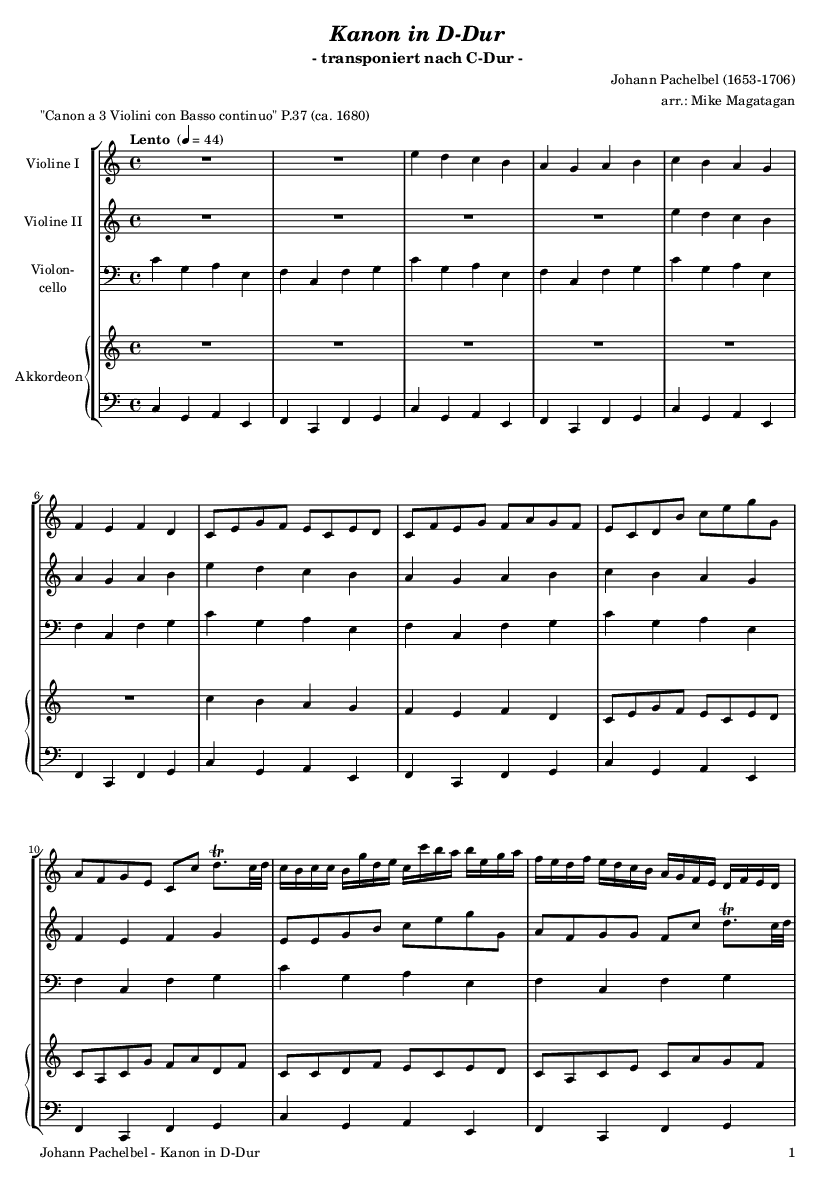 Kanon in D-Dur
- transponiert nach C-Dur -
Johann Pachelbel (1653-1706)
arr.: Mike Magatagan
"Canon a 3 Violini con Basso continuo" P.37 (ca. 1680)
Lento (♩ = 44)
Violine I
Violine II
Violon-
cello
Akkordeon
6
10
tr
tr
Johann Pachelbel - Kanon in D-Dur
1